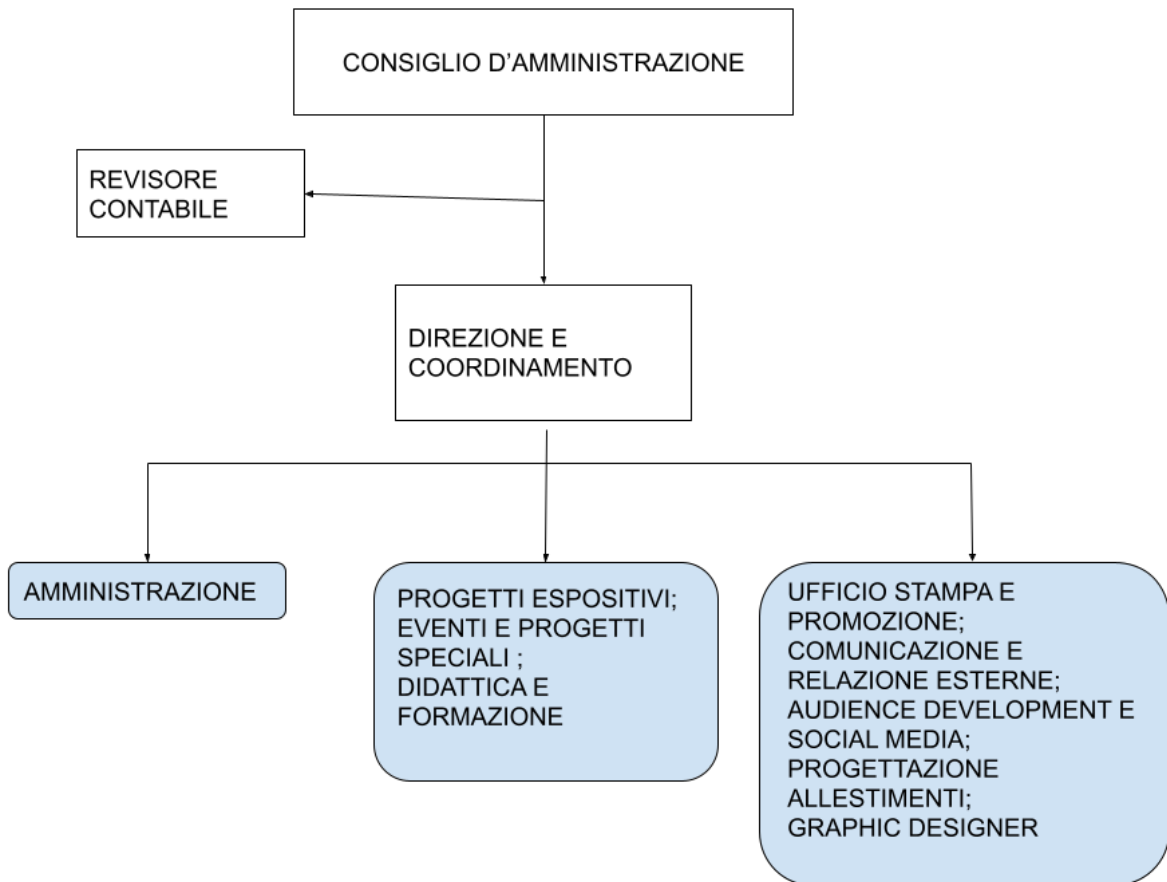 CONSIGLIO D'AMMINISTRAZIONE
REVISORE
CONTABILE
DIREZIONE E
COORDINAMENTO
AMMINISTRAZIONE
PROGETTI ESPOSITIVI;
EVENTI E PROGETTI
SPECIALI ;
DIDATTICA E
FORMAZIONE
UFFICIO STAMPA E
PROMOZIONE;
COMUNICAZIONE E
RELAZIONE ESTERNE;
AUDIENCE DEVELOPMENT E
SOCIAL MEDIA;
PROGETTAZIONE
ALLESTIMENTI;
GRAPHIC DESIGNER